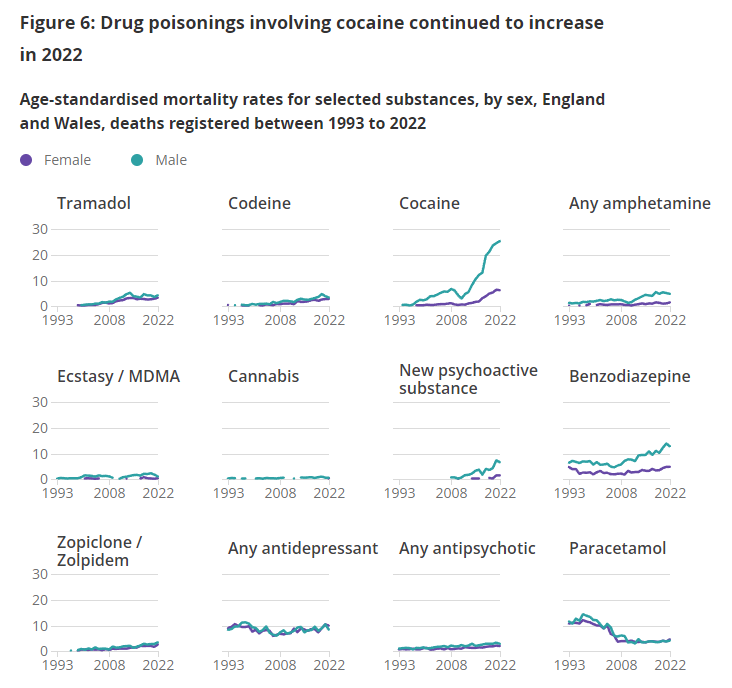 Figure 6: Drug poisonings involving cocaine continued to increase
in 2022
Age-standardised mortality rates for selected substances, by sex, England
and Wales, deaths registered between 1993 to 2022
Female Male
Tramadol Codeine Cocaine Any amphetamine
30
20
10
0
1993 2008 2022 1993 2008 2022 1993 2008 2022 1993 2008 2022
Ecstasy / MDMA Cannabis New psychoactive Benzodiazepine
substance
30
20
10
0
1993 2008 2022 1993 2008 2022 1993 2008 2022 1993 2008 2022
Zopiclone / Any antidepressant Any antipsychotic Paracetamol
Zolpidem
30
20
10
0
1993 2008 2022 1993 2008 2022 1993 2008 2022 1993 2008 2022